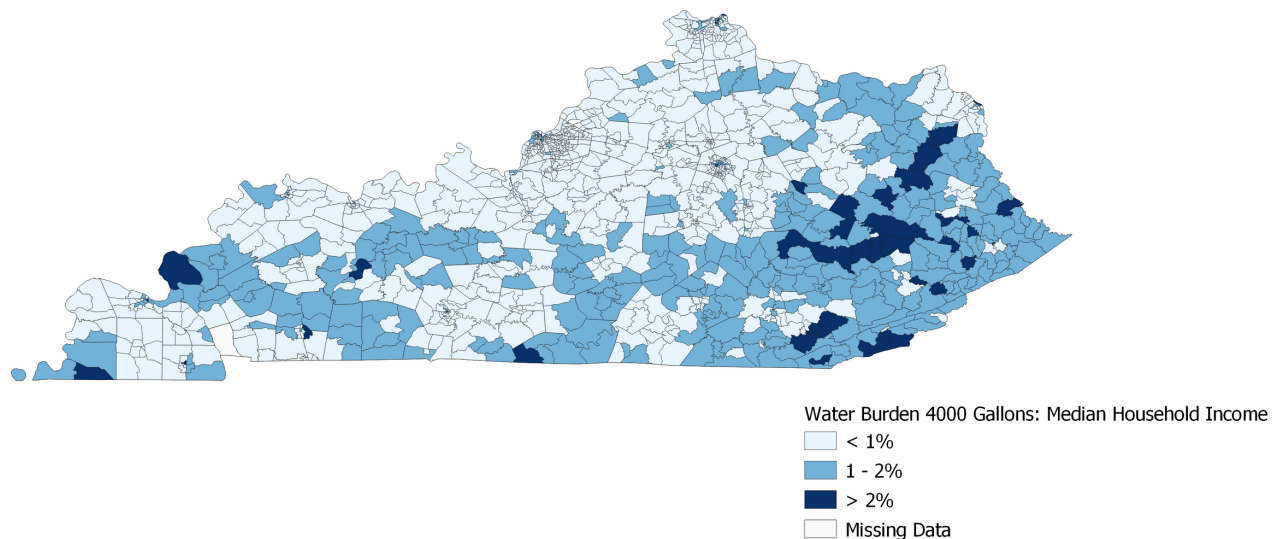 Water Burden 4000 Gallons: Median Household Income
< 1%
1 - 2%
> 2%
Missing Data